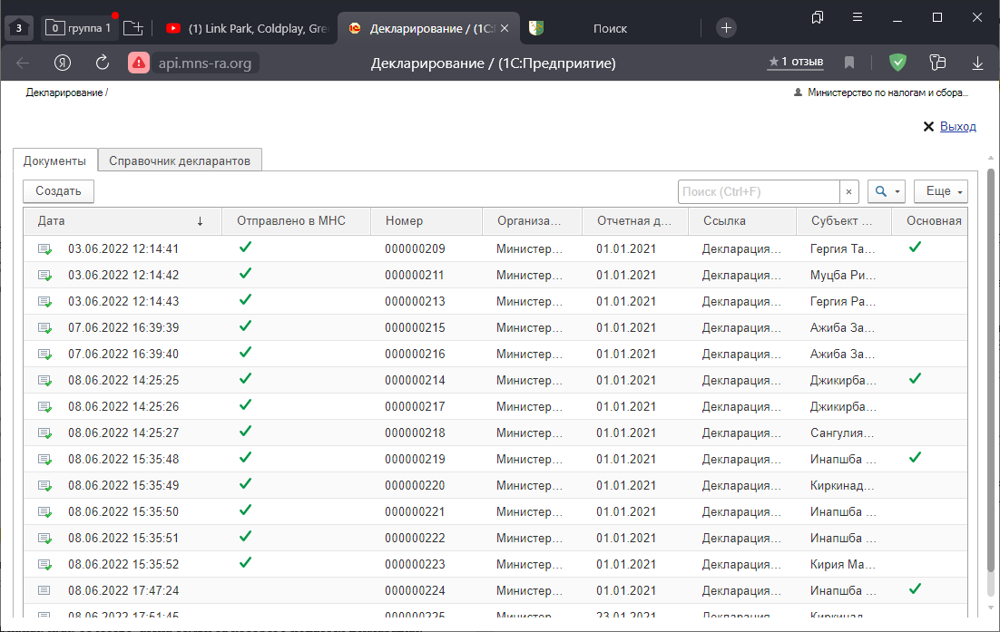 3 0 группа 1 (1) Link Park, Coldplay, Gre Декларирование / (1С: Поиск
Я api.mns-ra.org Декларирование / (1С:Предприятие) ★ 1 отзыв
Декларирование / Министерство по налогам и сбора...
Выход
Документы Справочник декларантов
Создать Поиск (Ctrl+F) × Еще
Дата ↓ Отправлено в МНС Номер Организа... Отчетная д... Ссылка Субъект ... Основная
03.06.2022 12:14:41 ✓ 000000209 Министер... 01.01.2021 Декларация... Гергия Та... ✓
03.06.2022 12:14:42 ✓ 000000211 Министер... 01.01.2021 Декларация... Муцба Ри...
03.06.2022 12:14:43 ✓ 000000213 Министер... 01.01.2021 Декларация... Гергия Ра...
07.06.2022 16:39:39 ✓ 000000215 Министер... 01.01.2021 Декларация... Ажиба За...
07.06.2022 16:39:40 ✓ 000000216 Министер... 01.01.2021 Декларация... Ажиба За...
08.06.2022 14:25:25 ✓ 000000214 Министер... 01.01.2021 Декларация... Джикирба... ✓
08.06.2022 14:25:26 ✓ 000000217 Министер... 01.01.2021 Декларация... Джикирба...
08.06.2022 14:25:27 ✓ 000000218 Министер... 01.01.2021 Декларация... Сангулия...
08.06.2022 15:35:48 ✓ 000000219 Министер... 01.01.2021 Декларация... Инапшба ... ✓
08.06.2022 15:35:49 ✓ 000000220 Министер... 01.01.2021 Декларация... Киркинад...
08.06.2022 15:35:50 ✓ 000000221 Министер... 01.01.2021 Декларация... Инапшба ...
08.06.2022 15:35:51 ✓ 000000222 Министер... 01.01.2021 Декларация... Инапшба ...
08.06.2022 15:35:52 ✓ 000000223 Министер... 01.01.2021 Декларация... Кирия Ма...
08.06.2022 17:47:24 000000224 Министер... 01.01.2021 Декларация... Инапшба ... ✓
08.06.2022 17:51:45 000000225 Министер... 23.01.2021 Декларация... Киркинад...